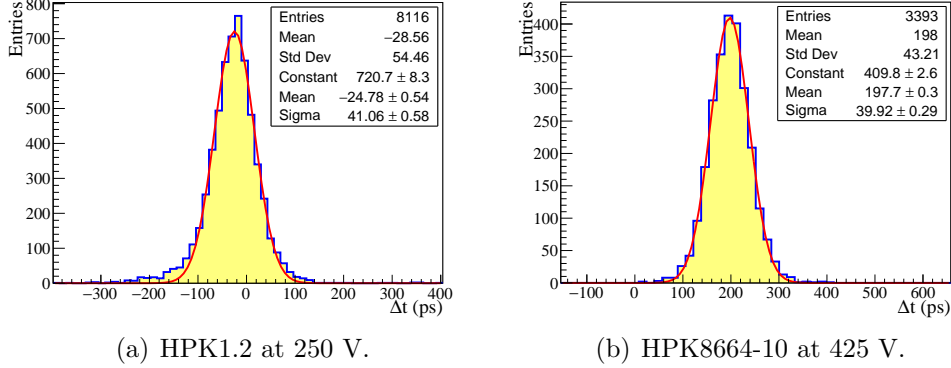 Entries
800
700
600
500
400
300
200
100
0
−300 −200 −100 0 100 200 300 400
Δt (ps)
Entries 8116
Mean −28.56
Std Dev 54.46
Constant 720.7 ± 8.3
Mean −24.78 ± 0.54
Sigma 41.06 ± 0.58
(a) HPK1.2 at 250 V.
Entries
400
350
300
250
200
150
100
50
0
−100 0 100 200 300 400 500 600
Δt (ps)
Entries 3393
Mean 198
Std Dev 43.21
Constant 409.8 ± 2.6
Mean 197.7 ± 0.3
Sigma 39.92 ± 0.29
(b) HPK8664-10 at 425 V.